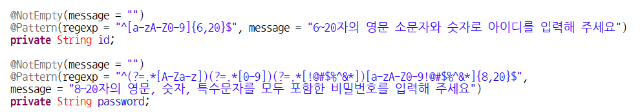 @NotEmpty(message = "")
@Pattern(regexp = "^[a-zA-Z0-9]{6,20}$", message = "6~20자의 영문 소문자와 숫자로 아이디를 입력해 주세요")
private String id;
@NotEmpty(message = "")
@Pattern(regexp = "^(?=.*[A-Za-z])(?=.*[0-9])(?=.*[!@#$%^&*])[a-zA-Z0-9!@#$%^&*]{8,20}$",
message = "8~20자의 영문, 숫자, 특수문자를 모두 포함한 비밀번호를 입력해 주세요")
private String password;